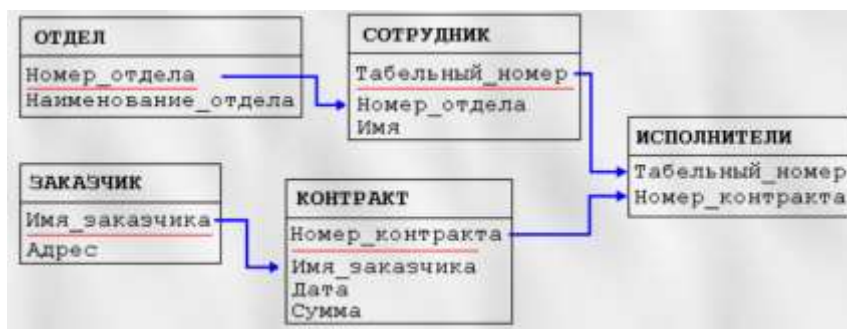 ОТДЕЛ
Номер_отдела
Наименование_отдела
СОТРУДНИК
Табельный_номер
Номер_отдела
Имя
ИСПОЛНИТЕЛИ
Табельный_номер
Номер_контракта
ЗАКАЗЧИК
Имя_заказчика
Адрес
КОНТРАКТ
Номер_контракта
Имя_заказчика
Дата
Сумма